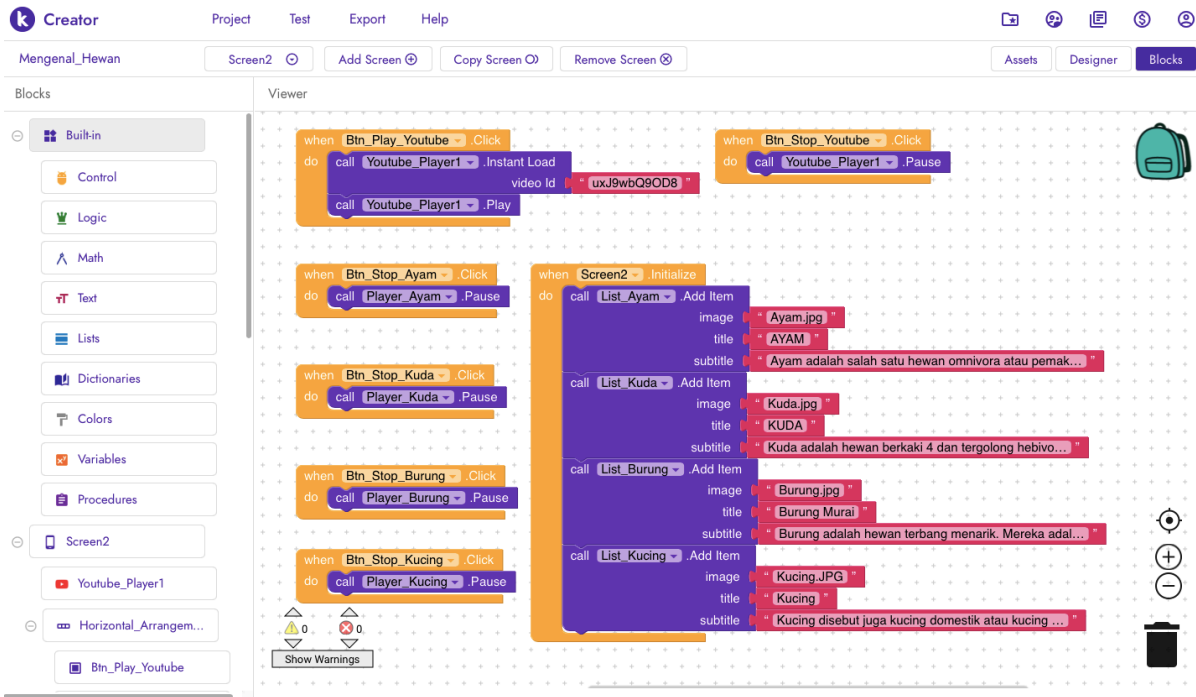 Creator Project Test Export Help
Mengenal_Hewan Screen2 Add Screen Copy Screen Remove Screen Assets Designer Blocks
Blocks
Viewer
Built-in
Control
Logic
Math
Text
Lists
Dictionaries
Colors
Variables
Procedures
Screen2
Youtube_Player1
Horizontal_Arrangem...
Btn_Play_Youtube
when Btn_Play_Youtube .Click
do call Youtube_Player1 .Instant Load
video Id “ uxJ9wbQ9OD8 ”
call Youtube_Player1 .Play
when Btn_Stop_Youtube .Click
do call Youtube_Player1 .Pause
when Btn_Stop_Ayam .Click
do call Player_Ayam .Pause
when Btn_Stop_Kuda .Click
do call Player_Kuda .Pause
when Btn_Stop_Burung .Click
do call Player_Burung .Pause
when Btn_Stop_Kucing .Click
do call Player_Kucing .Pause
when Screen2 .Initialize
do call List_Ayam .Add Item
image “ Ayam.jpg ”
title “ AYAM ”
subtitle “ Ayam adalah salah satu hewan omnivora atau pemak... ”
call List_Kuda .Add Item
image “ Kuda.jpg ”
title “ KUDA ”
subtitle “ Kuda adalah hewan berkaki 4 dan tergolong hebivo... ”
call List_Burung .Add Item
image “ Burung.jpg ”
title “ Burung Murai ”
subtitle “ Burung adalah hewan terbang menarik. Mereka adal... ”
call List_Kucing .Add Item
image “ Kucing.JPG ”
title “ Kucing ”
subtitle “ Kucing disebut juga kucing domestik atau kucing ... ”
0 0
Show Warnings